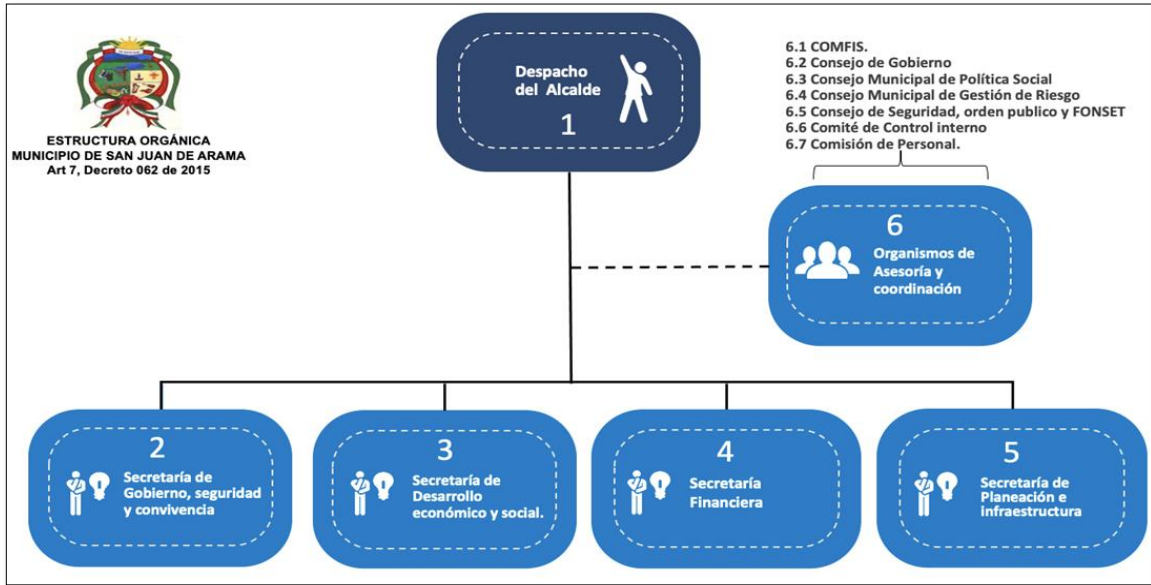 ESTRUCTURA ORGÁNICA
MUNICIPIO DE SAN JUAN DE ARAMA
Art 7, Decreto 062 de 2015
Despacho
del Alcalde
1
6.1 COMFIS.
6.2 Consejo de Gobierno
6.3 Consejo Municipal de Política Social
6.4 Consejo Municipal de Gestión de Riesgo
6.5 Consejo de Seguridad, orden publico y FONSET
6.6 Comité de Control interno
6.7 Comisión de Personal.
6
Organismos de
Asesoría y
coordinación
2
Secretaría de
Gobierno, seguridad
y convivencia
3
Secretaría de
Desarrollo
económico y social.
4
Secretaría
Financiera
5
Secretaría de
Planeación e
infraestructura